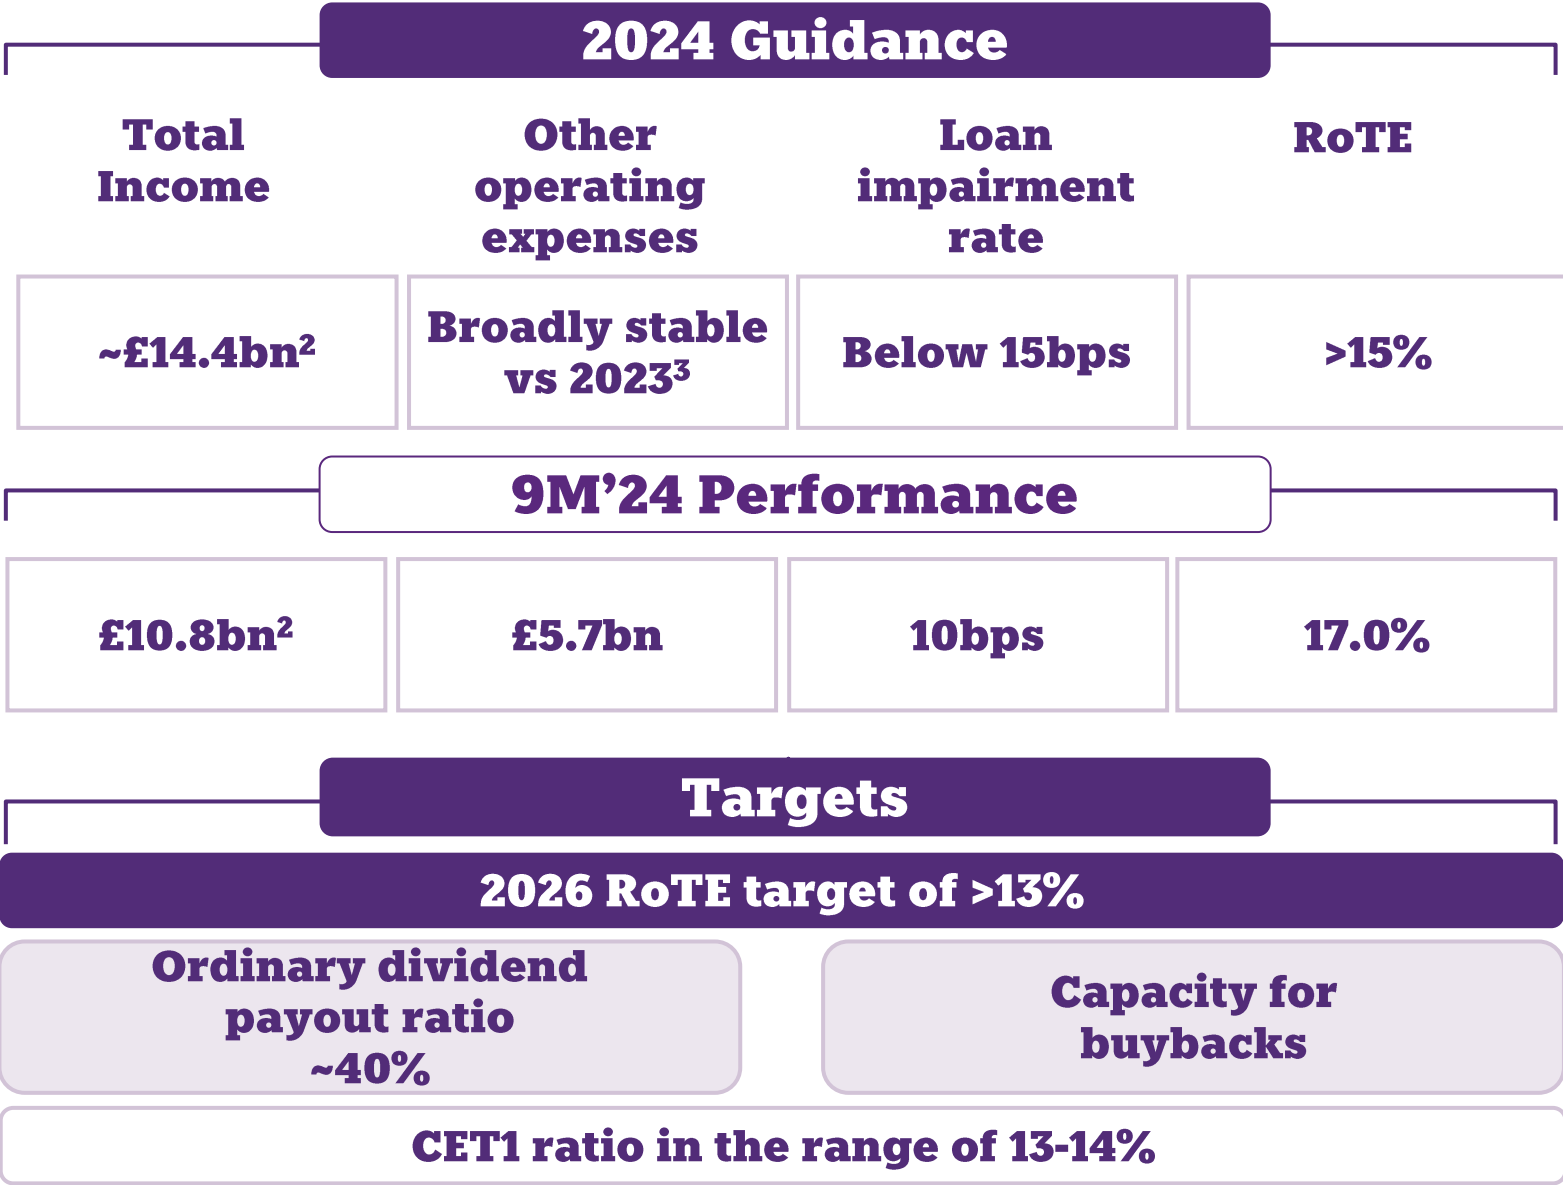 2024 Guidance
Total
Income
Other
operating
expenses
Loan
impairment
rate
RoTE
~£14.4bn²
Broadly stable
vs 2023³
Below 15bps
>15%
9M’24 Performance
£10.8bn²
£5.7bn
10bps
17.0%
Targets
2026 RoTE target of >13%
Ordinary dividend
payout ratio
~40%
Capacity for
buybacks
CET1 ratio in the range of 13-14%